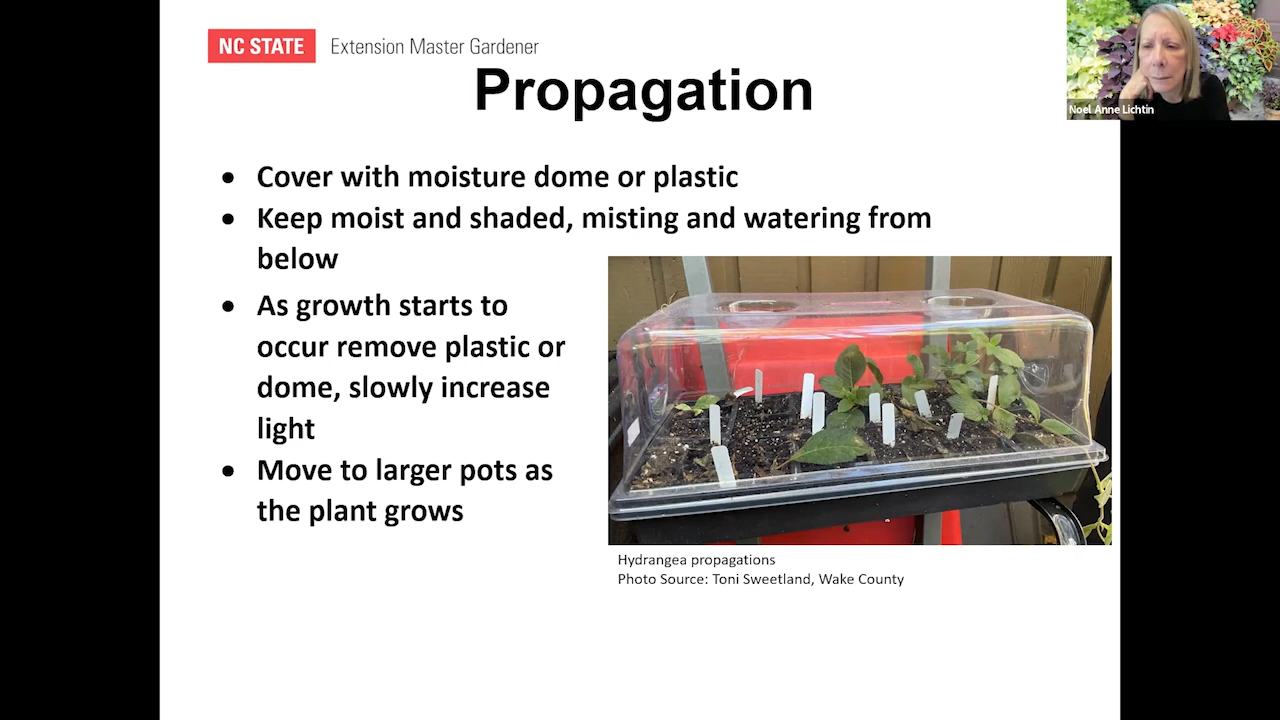 NC STATE Extension Master Gardener
Propagation
Noel Anne Lichtin
• Cover with moisture dome or plastic
• Keep moist and shaded, misting and watering from
below
• As growth starts to
occur remove plastic or
dome, slowly increase
light
• Move to larger pots as
the plant grows
Hydrangea propagations
Photo Source: Toni Sweetland, Wake County